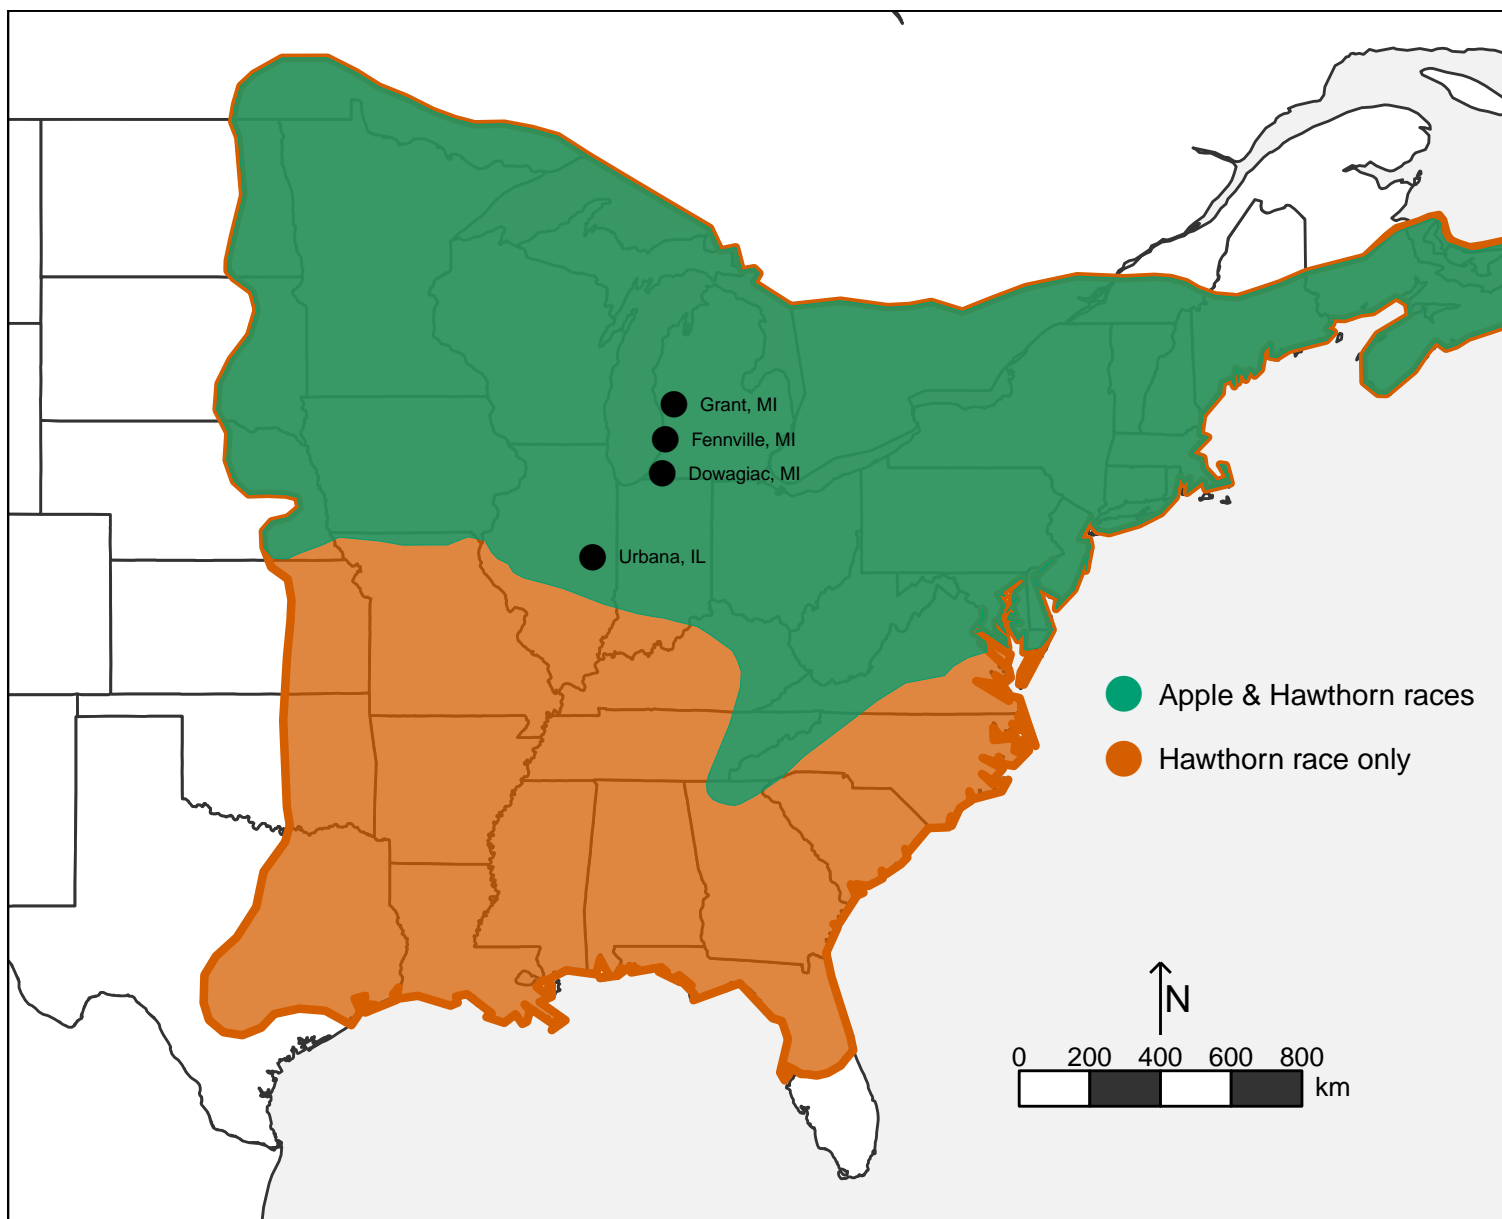 Grant, MI
Fennville, MI
Dowagiac, MI
Urbana, IL
Apple & Hawthorn races
Hawthorn race only
N
0 200 400 600 800
km